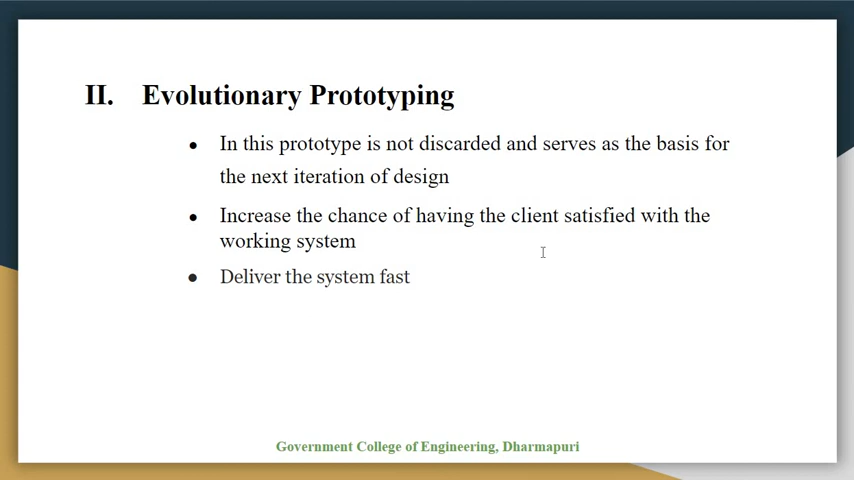 II. Evolutionary Prototyping
● In this prototype is not discarded and serves as the basis for
the next iteration of design
● Increase the chance of having the client satisfied with the
working system
● Deliver the system fast
Government College of Engineering, Dharmapuri